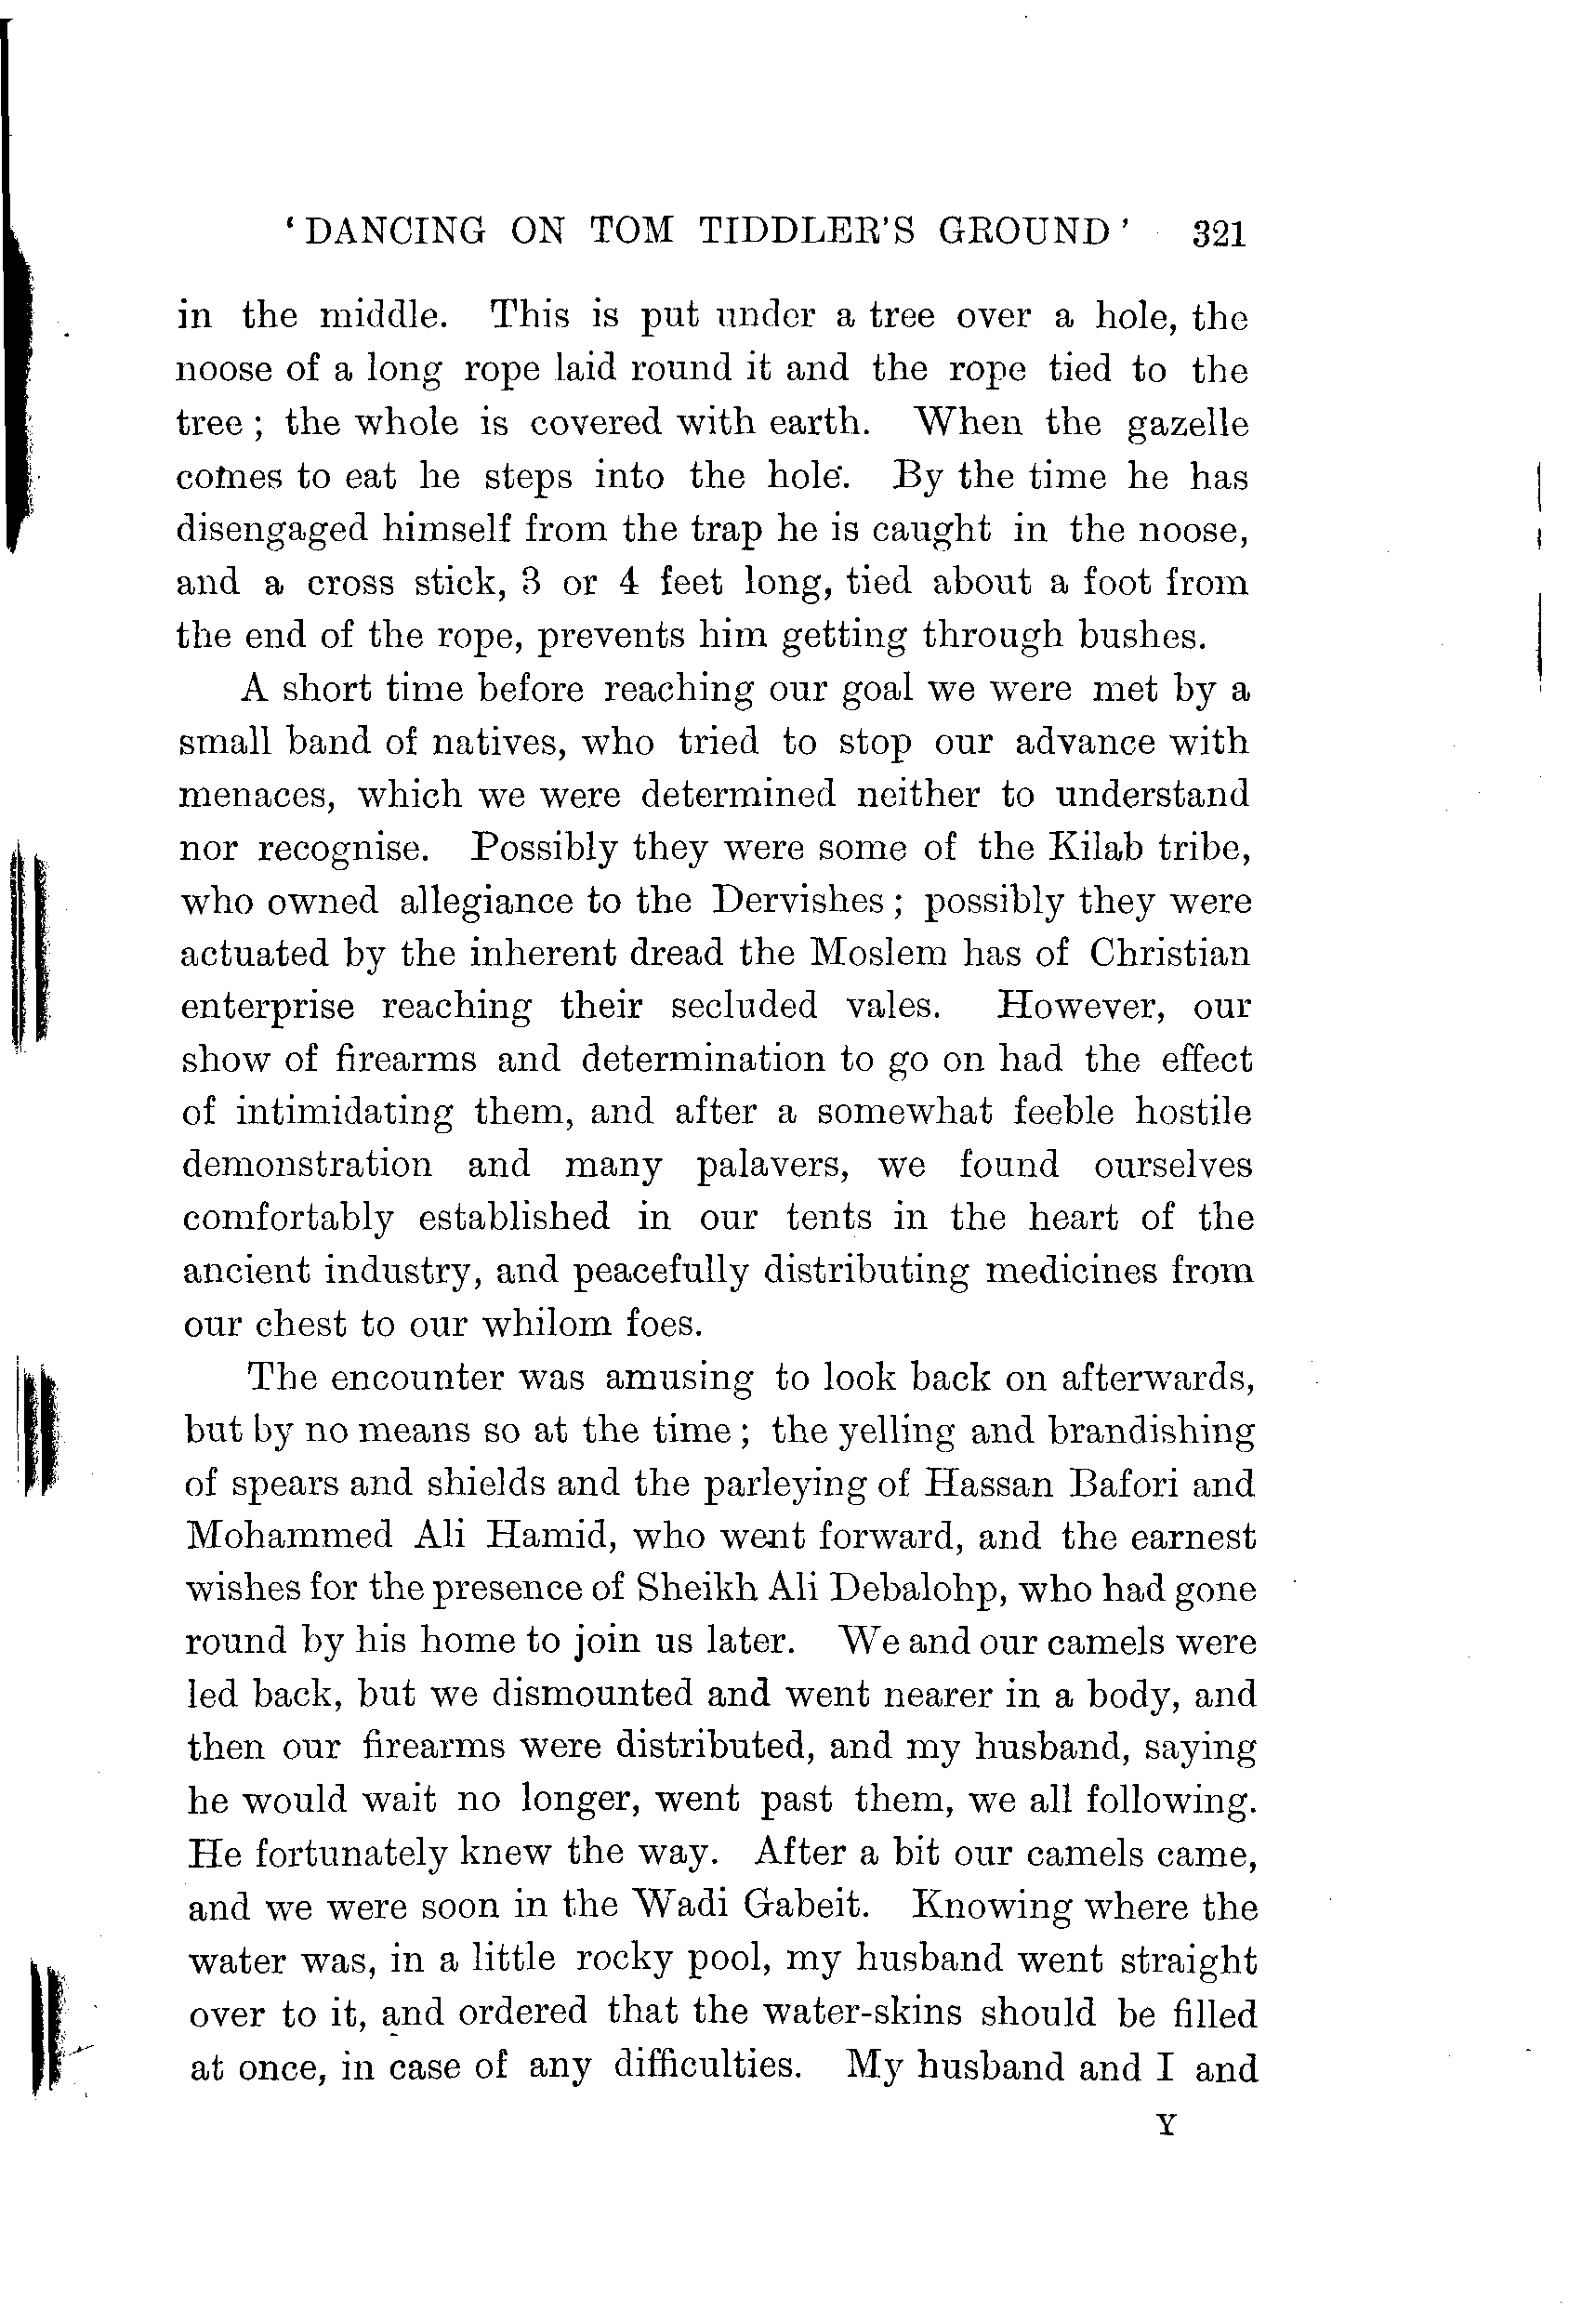 ‘ DANCING ON TOM TIDDLER'S GROUND ’ 321
in the middle. This is put under a tree over a hole, the
noose of a long rope laid round it and the rope tied to the
tree ; the whole is covered with earth. When the gazelle
comes to eat he steps into the hole. By the time he has
disengaged himself from the trap he is caught in the noose,
and a cross stick, 3 or 4 feet long, tied about a foot from
the end of the rope, prevents him getting through bushes.
A short time before reaching our goal we were met by a
small band of natives, who tried to stop our advance with
menaces, which we were determined neither to understand
nor recognise. Possibly they were some of the Kilab tribe,
who owned allegiance to the Dervishes ; possibly they were
actuated by the inherent dread the Moslem has of Christian
enterprise reaching their secluded vales. However, our
show of firearms and determination to go on had the effect
of intimidating them, and after a somewhat feeble hostile
demonstration and many palavers, we found ourselves
comfortably established in our tents in the heart of the
ancient industry, and peacefully distributing medicines from
our chest to our whilom foes.
The encounter was amusing to look back on afterwards,
but by no means so at the time ; the yelling and brandishing
of spears and shields and the parleying of Hassan Bafori and
Mohammed Ali Hamid, who went forward, and the earnest
wishes for the presence of Sheikh Ali Debalohp, who had gone
round by his home to join us later. We and our camels were
led back, but we dismounted and went nearer in a body, and
then our firearms were distributed, and my husband, saying
he would wait no longer, went past them, we all following.
He fortunately knew the way. After a bit our camels came,
and we were soon in the Wadi Gabeit. Knowing where the
water was, in a little rocky pool, my husband went straight
over to it, and ordered that the water-skins should be filled
at once, in case of any difficulties. My husband and I and
Y